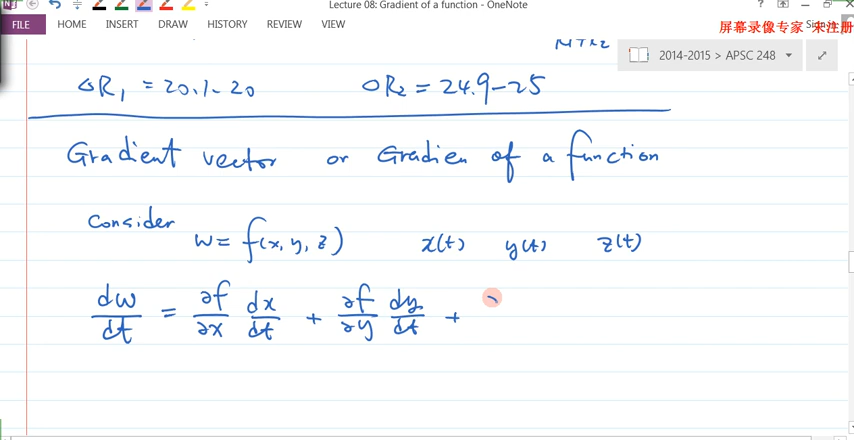 Lecture 08: Gradient of a function - OneNote
FILE HOME INSERT DRAW HISTORY REVIEW VIEW
屏幕录像专家 未注册
2014-2015 > APSC 248
△R₁ = 20.1-20 △R₂ = 24.9-25
Gradient vector or Gradien of a function
Consider
w = f(x, y, z) x(t) y(t) z(t)
dw/dt = ∂f/∂x dx/dt + ∂f/∂y dy/dt +